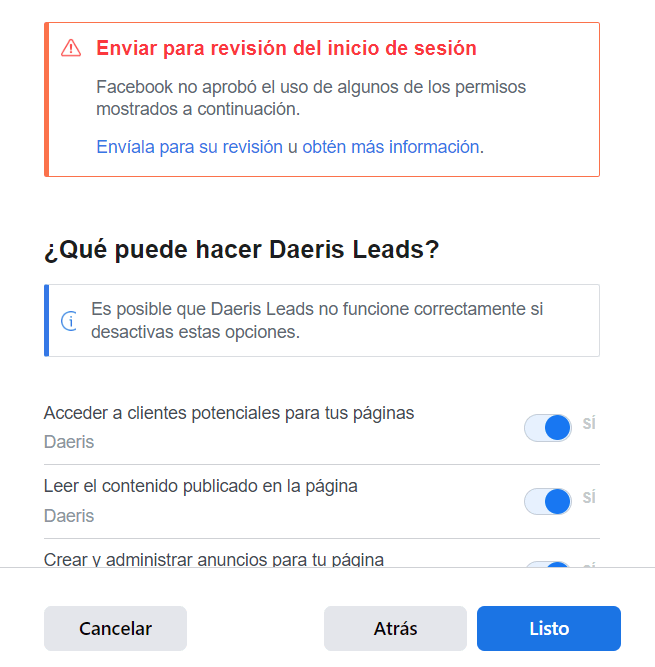 Enviar para revisión del inicio de sesión
Facebook no aprobó el uso de algunos de los permisos
mostrados a continuación.
Envíala para su revisión u obtén más información.
¿Qué puede hacer Daeris Leads?
Es posible que Daeris Leads no funcione correctamente si
desactivas estas opciones.
Acceder a clientes potenciales para tus páginas
SÍ
Daeris
Leer el contenido publicado en la página
SÍ
Daeris
Crear y administrar anuncios para tu página
Cancelar
Atrás
Listo